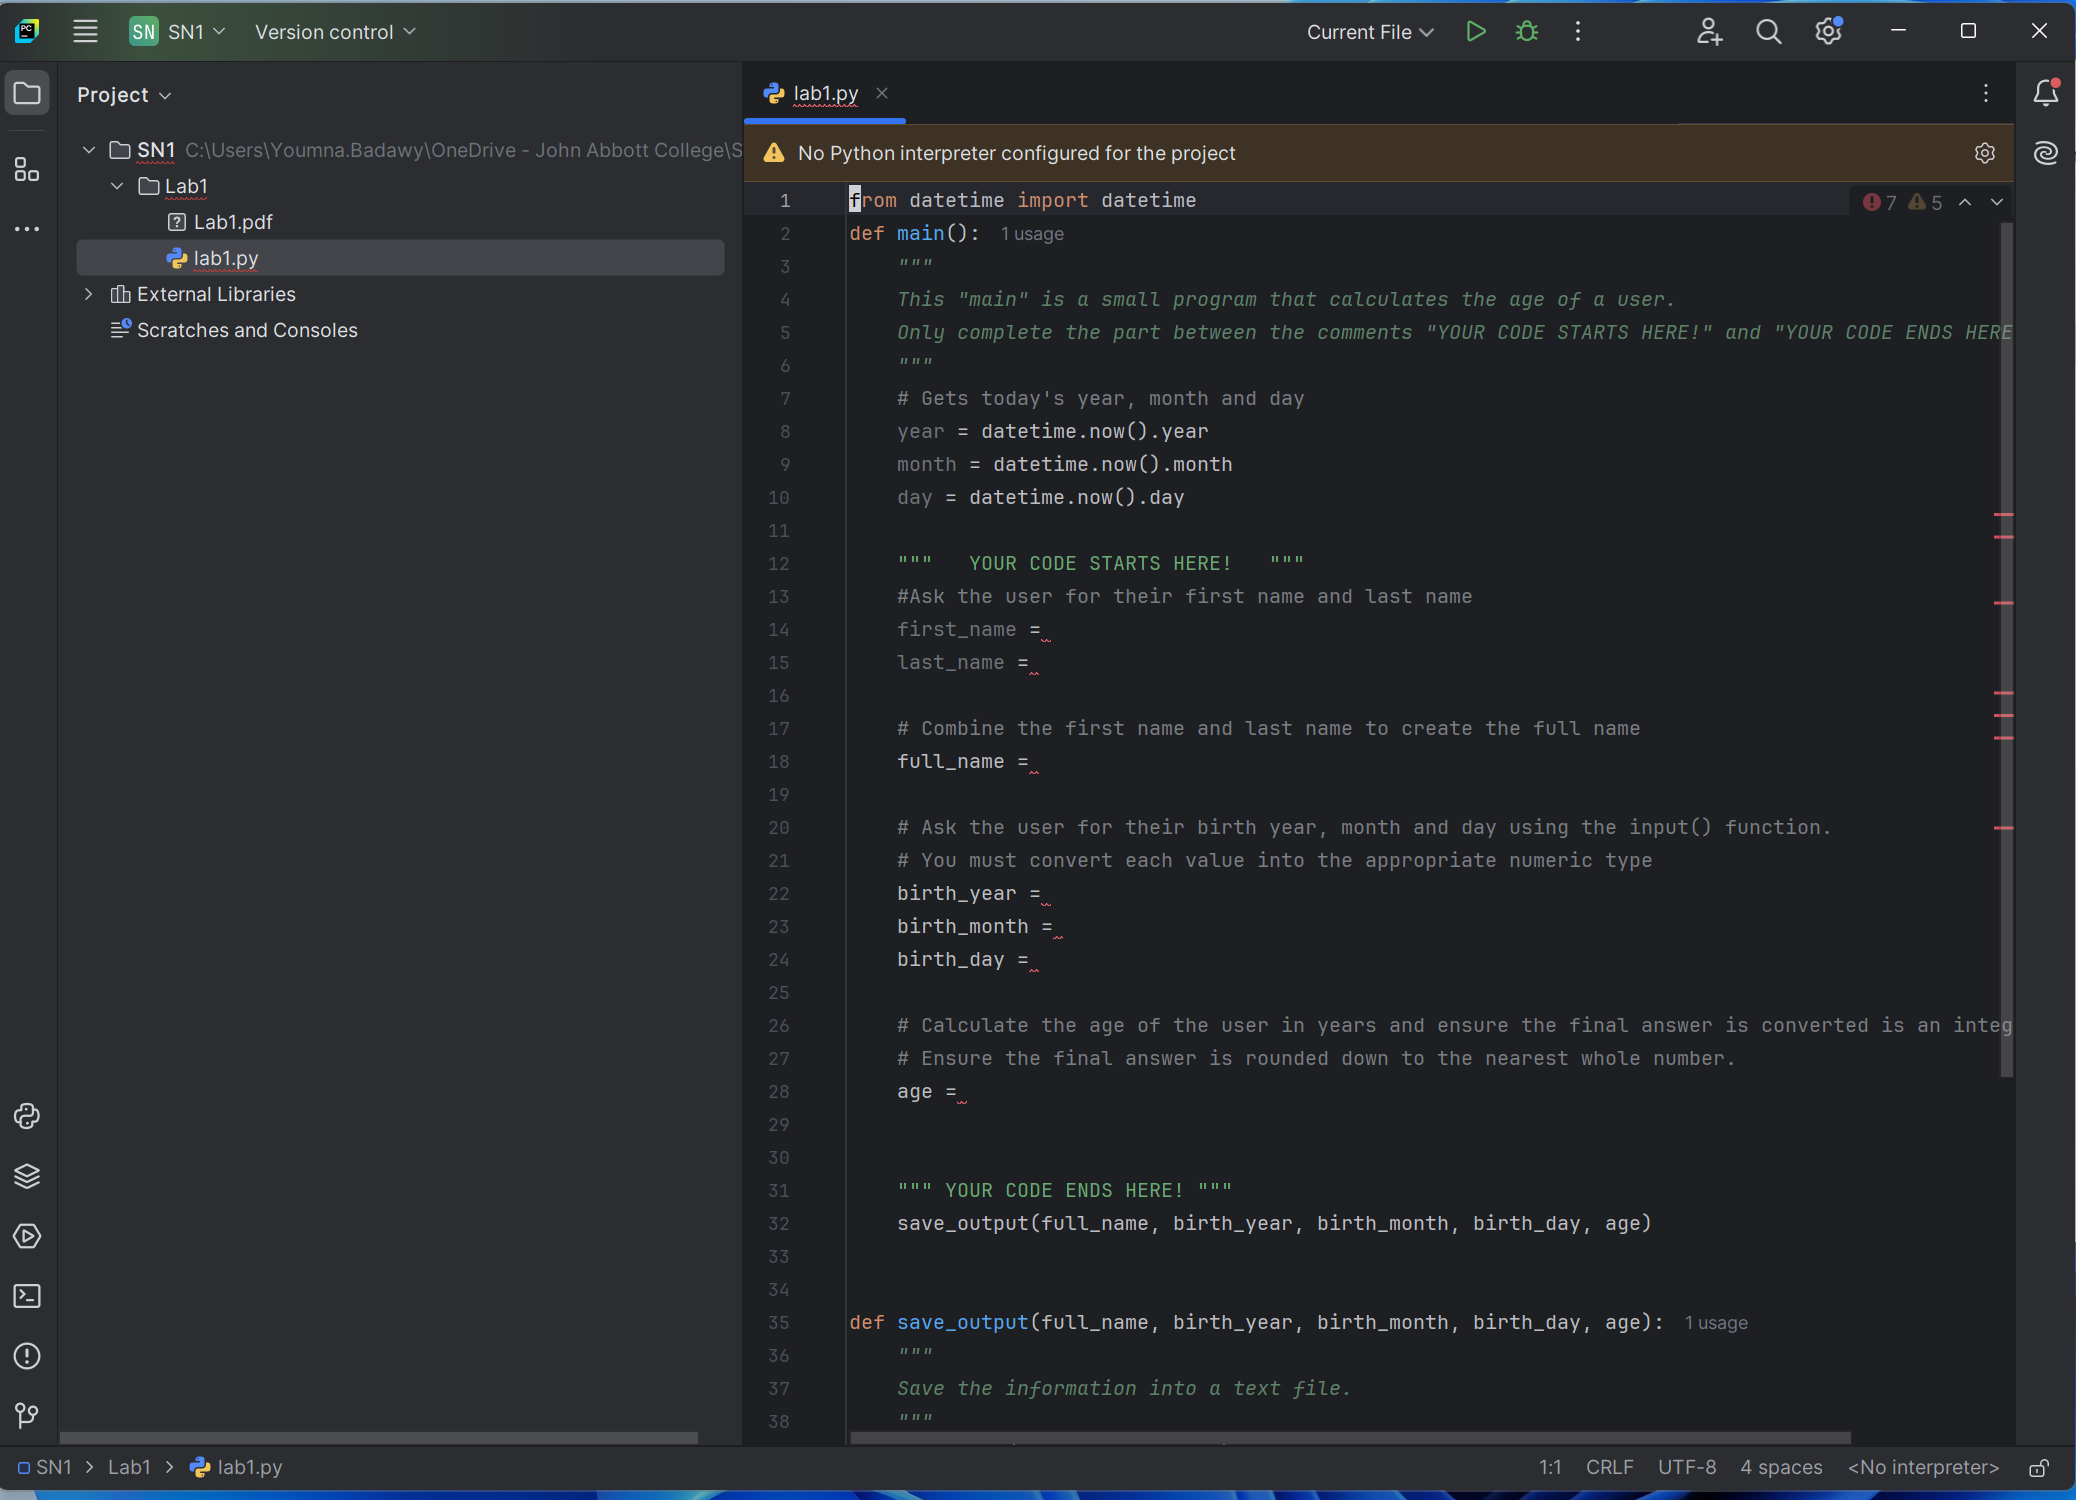 SN SN1 Version control Current File
Project
SN1 C:\Users\Youmna.Badawy\OneDrive - John Abbott College\S
Lab1
Lab1.pdf
lab1.py
External Libraries
Scratches and Consoles
lab1.py
No Python interpreter configured for the project
7 5
1 from datetime import datetime
2 def main(): 1 usage
3     """
4     This "main" is a small program that calculates the age of a user.
5     Only complete the part between the comments "YOUR CODE STARTS HERE!" and "YOUR CODE ENDS HERE
6     """
7     # Gets today's year, month and day
8     year = datetime.now().year
9     month = datetime.now().month
10     day = datetime.now().day
11
12     """   YOUR CODE STARTS HERE!   """
13     #Ask the user for their first name and last name
14     first_name =
15     last_name =
16
17     # Combine the first name and last name to create the full name
18     full_name =
19
20     # Ask the user for their birth year, month and day using the input() function.
21     # You must convert each value into the appropriate numeric type
22     birth_year =
23     birth_month =
24     birth_day =
25
26     # Calculate the age of the user in years and ensure the final answer is converted is an integ
27     # Ensure the final answer is rounded down to the nearest whole number.
28     age =
29
30
31     """ YOUR CODE ENDS HERE! """
32     save_output(full_name, birth_year, birth_month, birth_day, age)
33
34
35 def save_output(full_name, birth_year, birth_month, birth_day, age): 1 usage
36     """
37     Save the information into a text file.
38     """
SN1 > Lab1 > lab1.py 1:1 CRLF UTF-8 4 spaces <No interpreter>